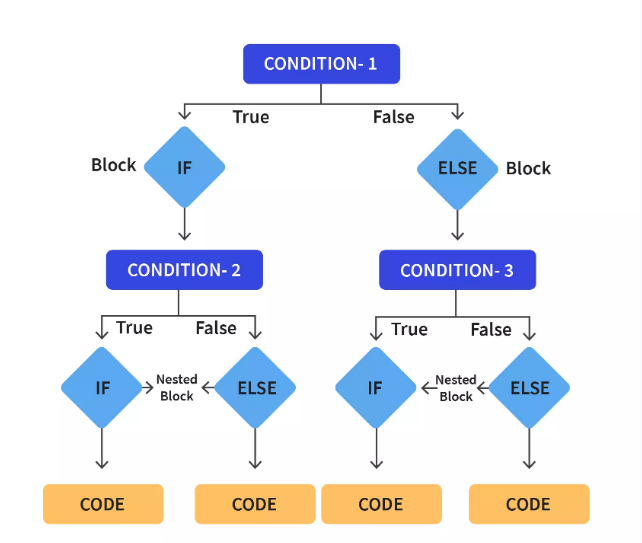 CONDITION- 1
True
False
Block
IF
ELSE
Block
CONDITION- 2
CONDITION- 3
True
False
True
False
IF
Nested
Block
ELSE
IF
Nested
Block
ELSE
CODE
CODE
CODE
CODE